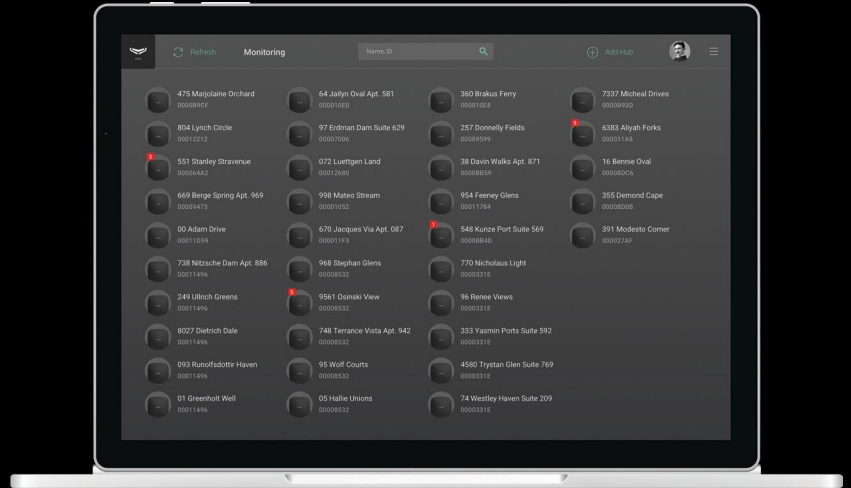 Refresh
Monitoring
Name, ID
Add Hub
475 Marjolaine Orchard
0000B9CF
804 Lynch Circle
00012212
3
551 Stanley Stravenue
000064A2
669 Berge Spring Apt. 969
00009473
00 Adam Drive
00011D59
738 Nitzsche Dam Apt. 886
00011496
249 Ullrich Greens
00011496
8027 Dietrich Dale
00011496
093 Runolfsdottir Haven
00011496
01 Greenholt Well
00011496
64 Jailyn Oval Apt. 581
000010E0
97 Erdman Dam Suite 629
00007006
072 Luettgen Land
00012680
998 Mateo Stream
00001052
670 Jacques Via Apt. 087
000011F3
968 Stephan Glens
00008532
5
9561 Osinski View
00008532
748 Terrance Vista Apt. 942
00008532
95 Wolf Courts
00008532
05 Hallie Unions
00008532
360 Brakus Ferry
000010E8
257 Donnelly Fields
00009599
38 Davin Walks Apt. 871
00008B59
954 Feeney Glens
00011784
1
548 Kunze Port Suite 569
00008B4D
770 Nicholaus Light
0000331E
96 Renee Views
0000331E
333 Yasmin Ports Suite 592
0000331E
4580 Trystan Glen Suite 769
0000331E
74 Westley Haven Suite 209
0000331E
7337 Micheal Drives
0000B93D
5
6383 Aliyah Forks
000011A8
16 Bennie Oval
00008DC6
355 Demond Cape
00008D0B
391 Modesto Corner
000027AF